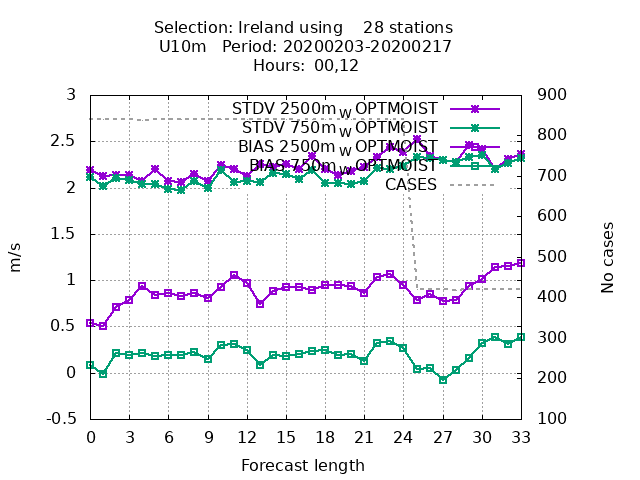 Selection: Ireland using 28 stations
U10m Period: 20200203-20200217
Hours: 00,12
3
2.5
2
1.5
1
0.5
0
-0.5
m/s
900
800
700
600
500
400
300
200
100
No cases
STDV 2500m w OPTMOIST
STDV 750m w OPTMOIST
BIAS 2500m w OPTMOIST
BIAS 750m w OPTMOIST
CASES
0 3 6 9 12 15 18 21 24 27 30 33
Forecast length